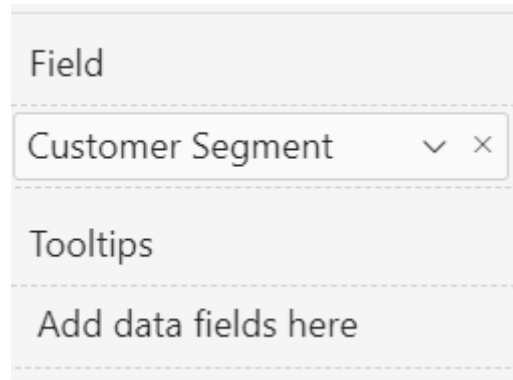 Field
Customer Segment
Tooltips
Add data fields here